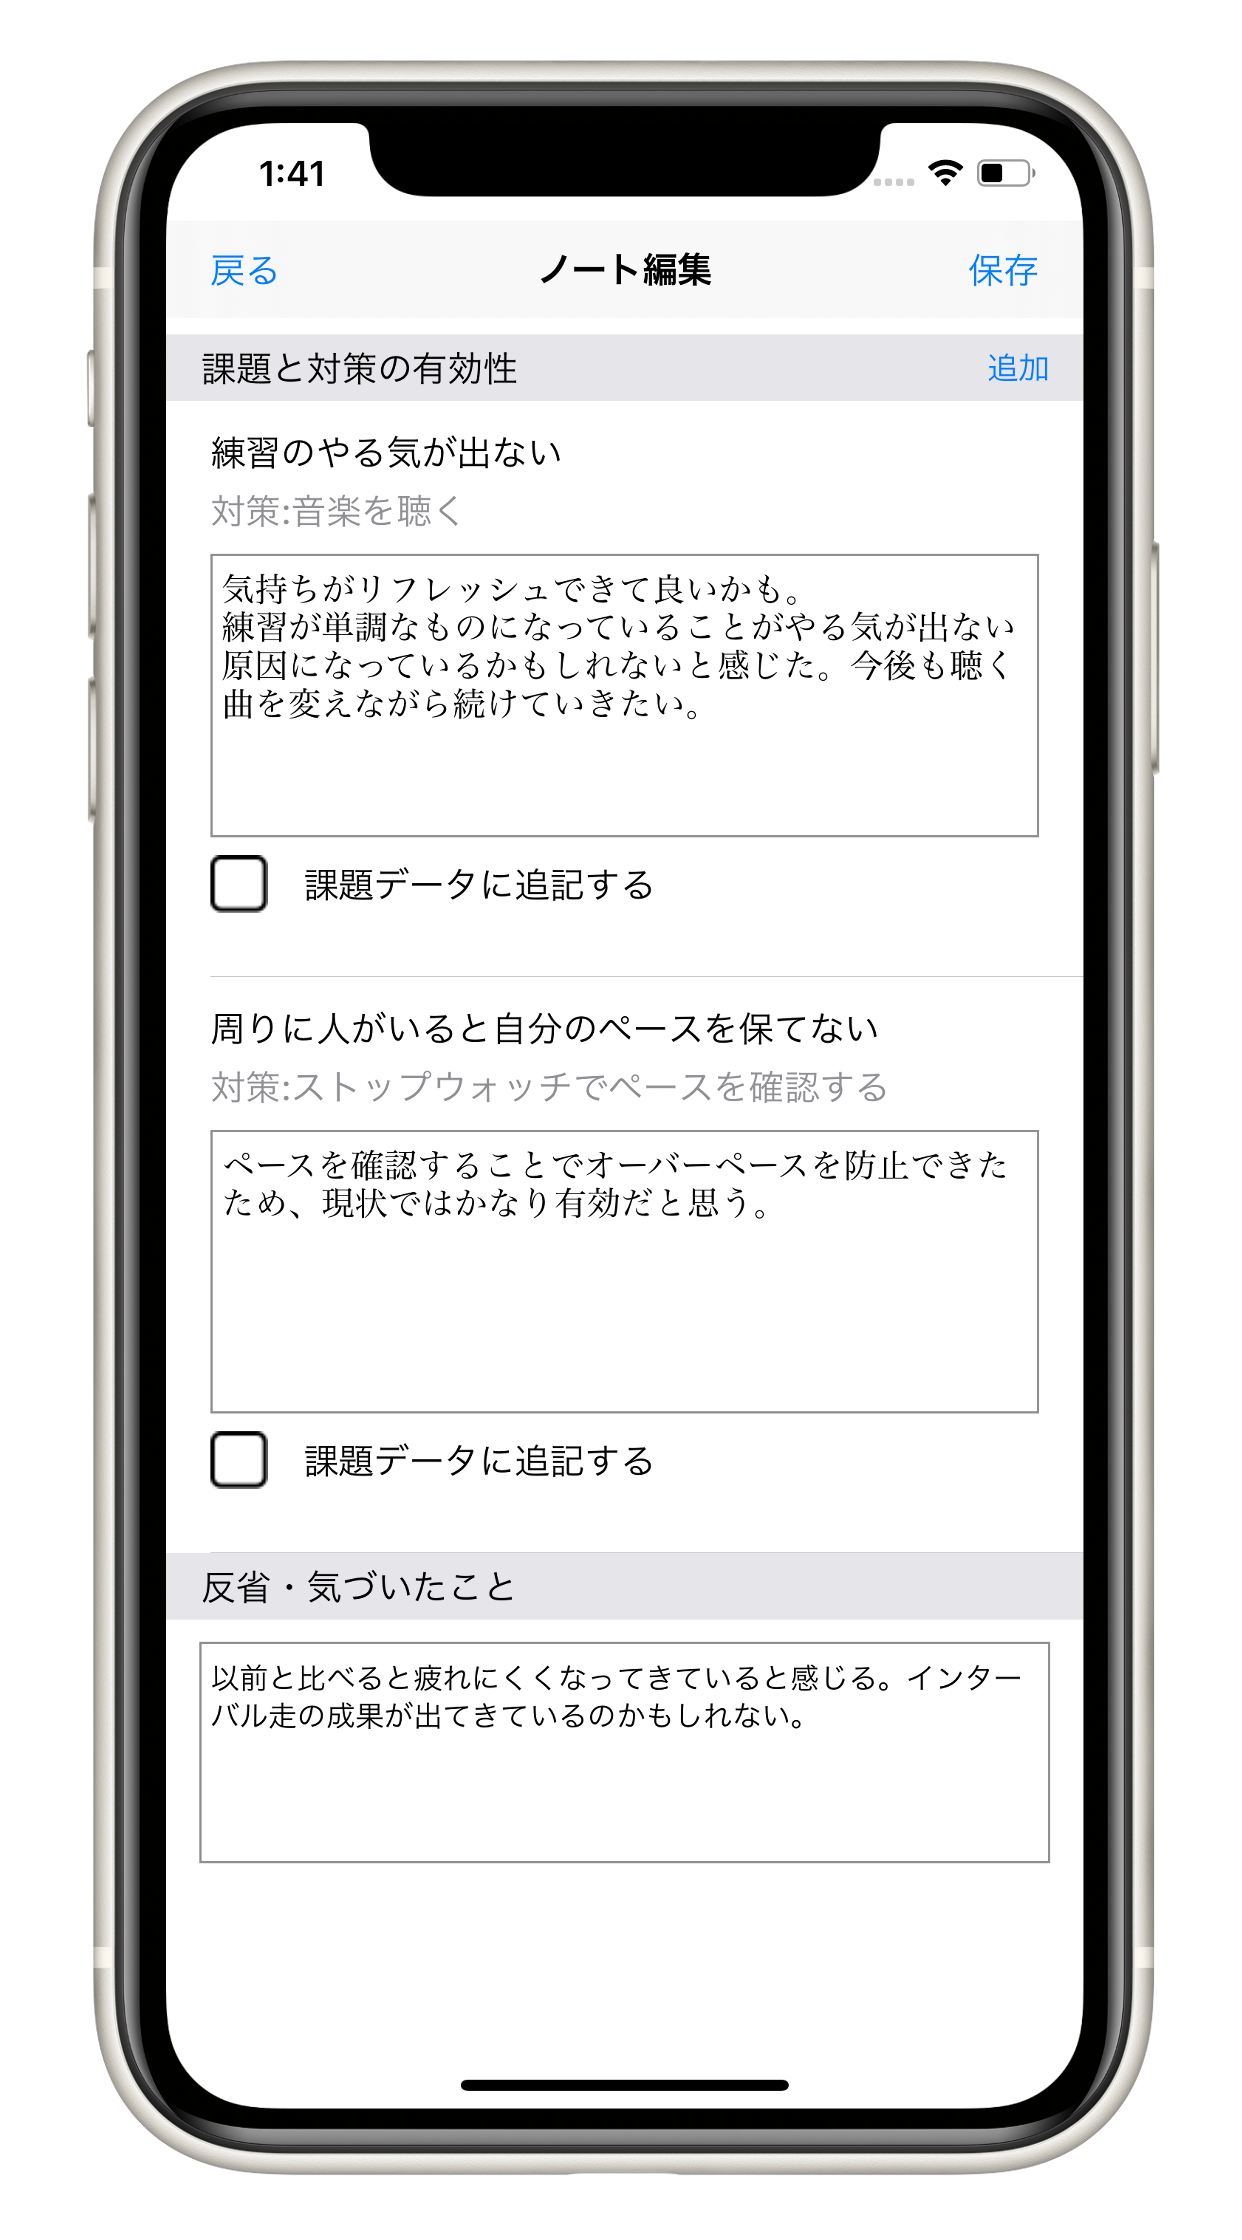 1:41
戻る ノート編集 保存
課題と対策の有効性 追加
練習のやる気が出ない
対策:音楽を聴く
気持ちがリフレッシュできて良いかも。
練習が単調なものになっていることがやる気が出ない
原因になっているかもしれないと感じた。今後も聴く
曲を変えながら続けていきたい。
課題データに追記する
周りに人がいると自分のペースを保てない
対策:ストップウォッチでペースを確認する
ペースを確認することでオーバーペースを防止できた
ため、現状ではかなり有効だと思う。
課題データに追記する
反省・気づいたこと
以前と比べると疲れにくくなってきていると感じる。インター
バル走の成果が出てきているのかもしれない。